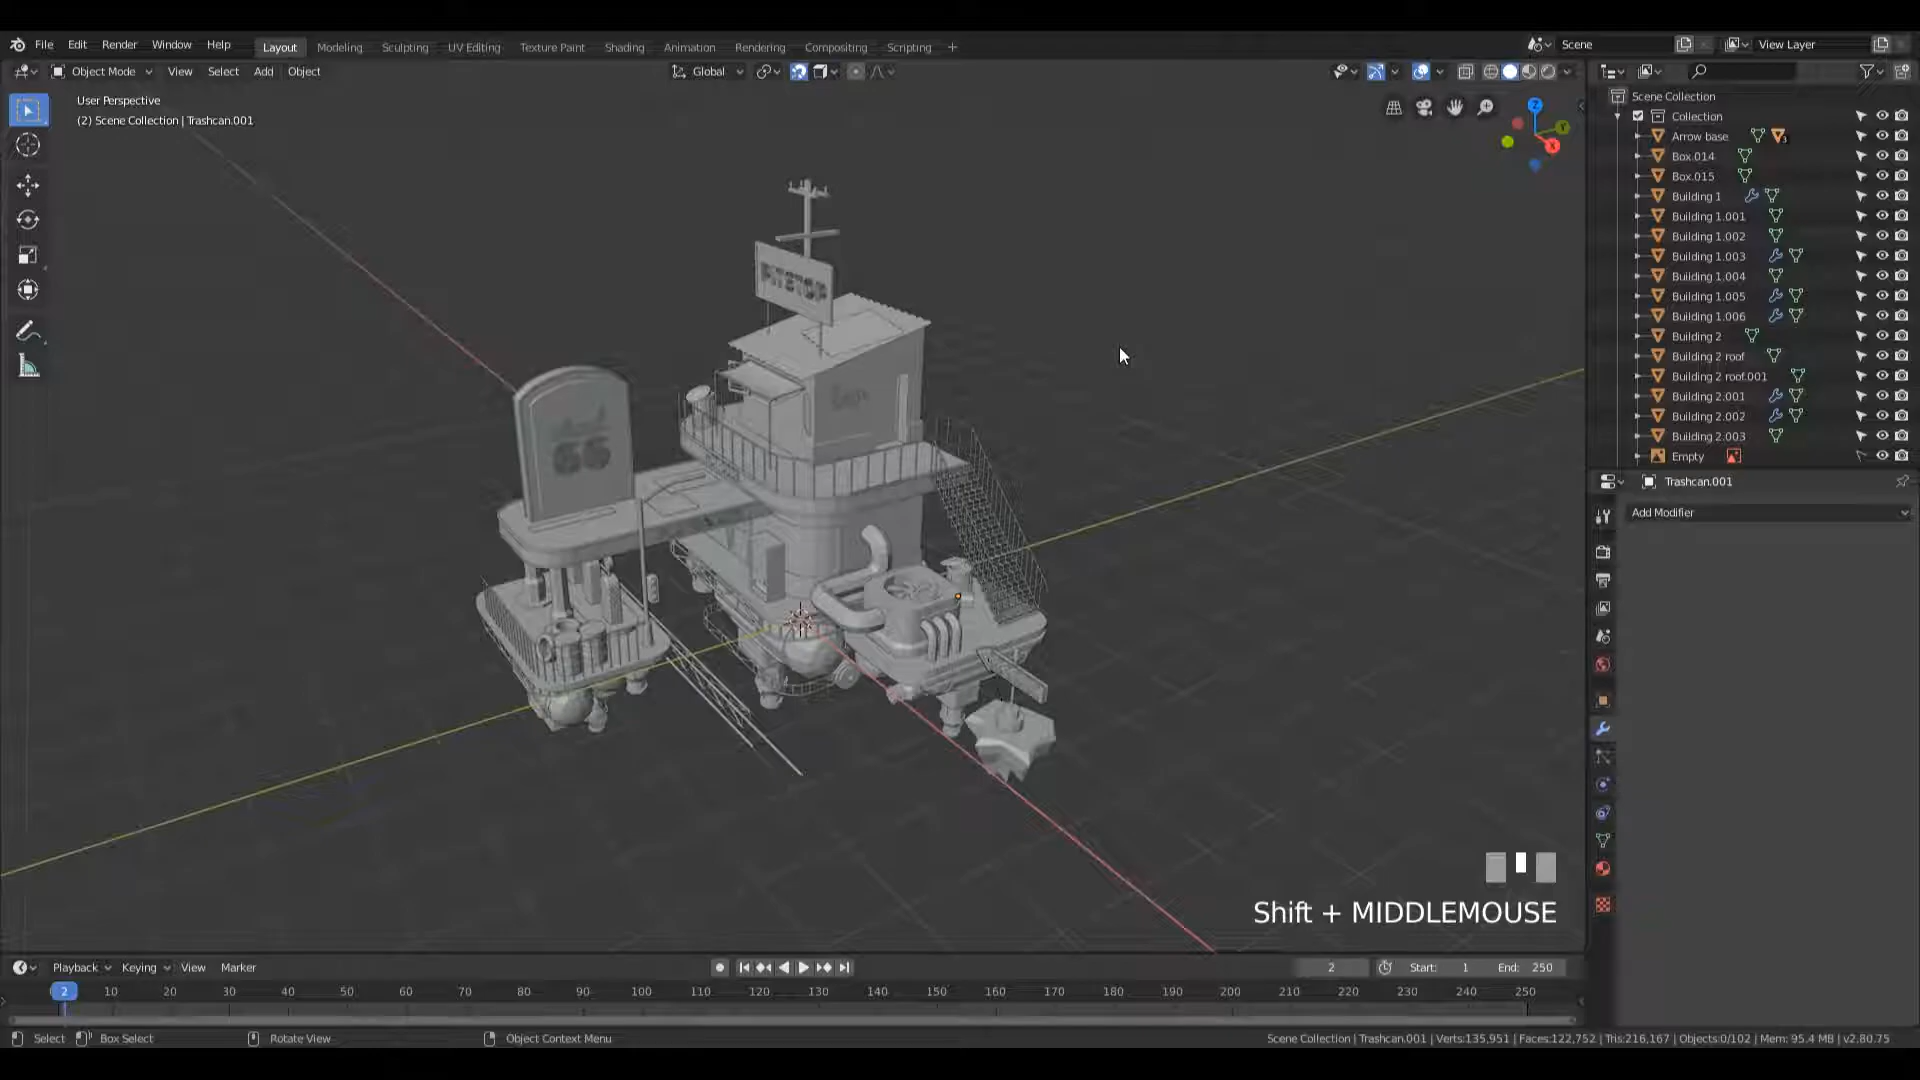 File Edit Render Window Help Layout Modeling Sculpting UV Editing Texture Paint Shading Animation Rendering Compositing Scripting + Scene View Layer
Object Mode View Select Add Object Global
User Perspective
(2) Scene Collection | Trashcan.001
Scene Collection
Collection
Arrow base
Box.014
Box.015
Building 1
Building 1.001
Building 1.002
Building 1.003
Building 1.004
Building 1.005
Building 1.006
Building 2
Building 2 roof
Building 2 roof.001
Building 2.001
Building 2.002
Building 2.003
Empty
Trashcan.001
Add Modifier
66
Shift + MIDDLEMOUSE
Playback Keying View Marker 2 Start: 1 End: 250
2 10 20 30 40 50 60 70 80 90 100 110 120 130 140 150 160 170 180 190 200 210 220 230 240 250
Select Box Select Rotate View Object Context Menu Scene Collection | Trashcan.001 | Verts:135,951 | Faces:122,752 | Tris:216,167 | Objects:0/102 | Mem: 95.4 MB | v2.80.75